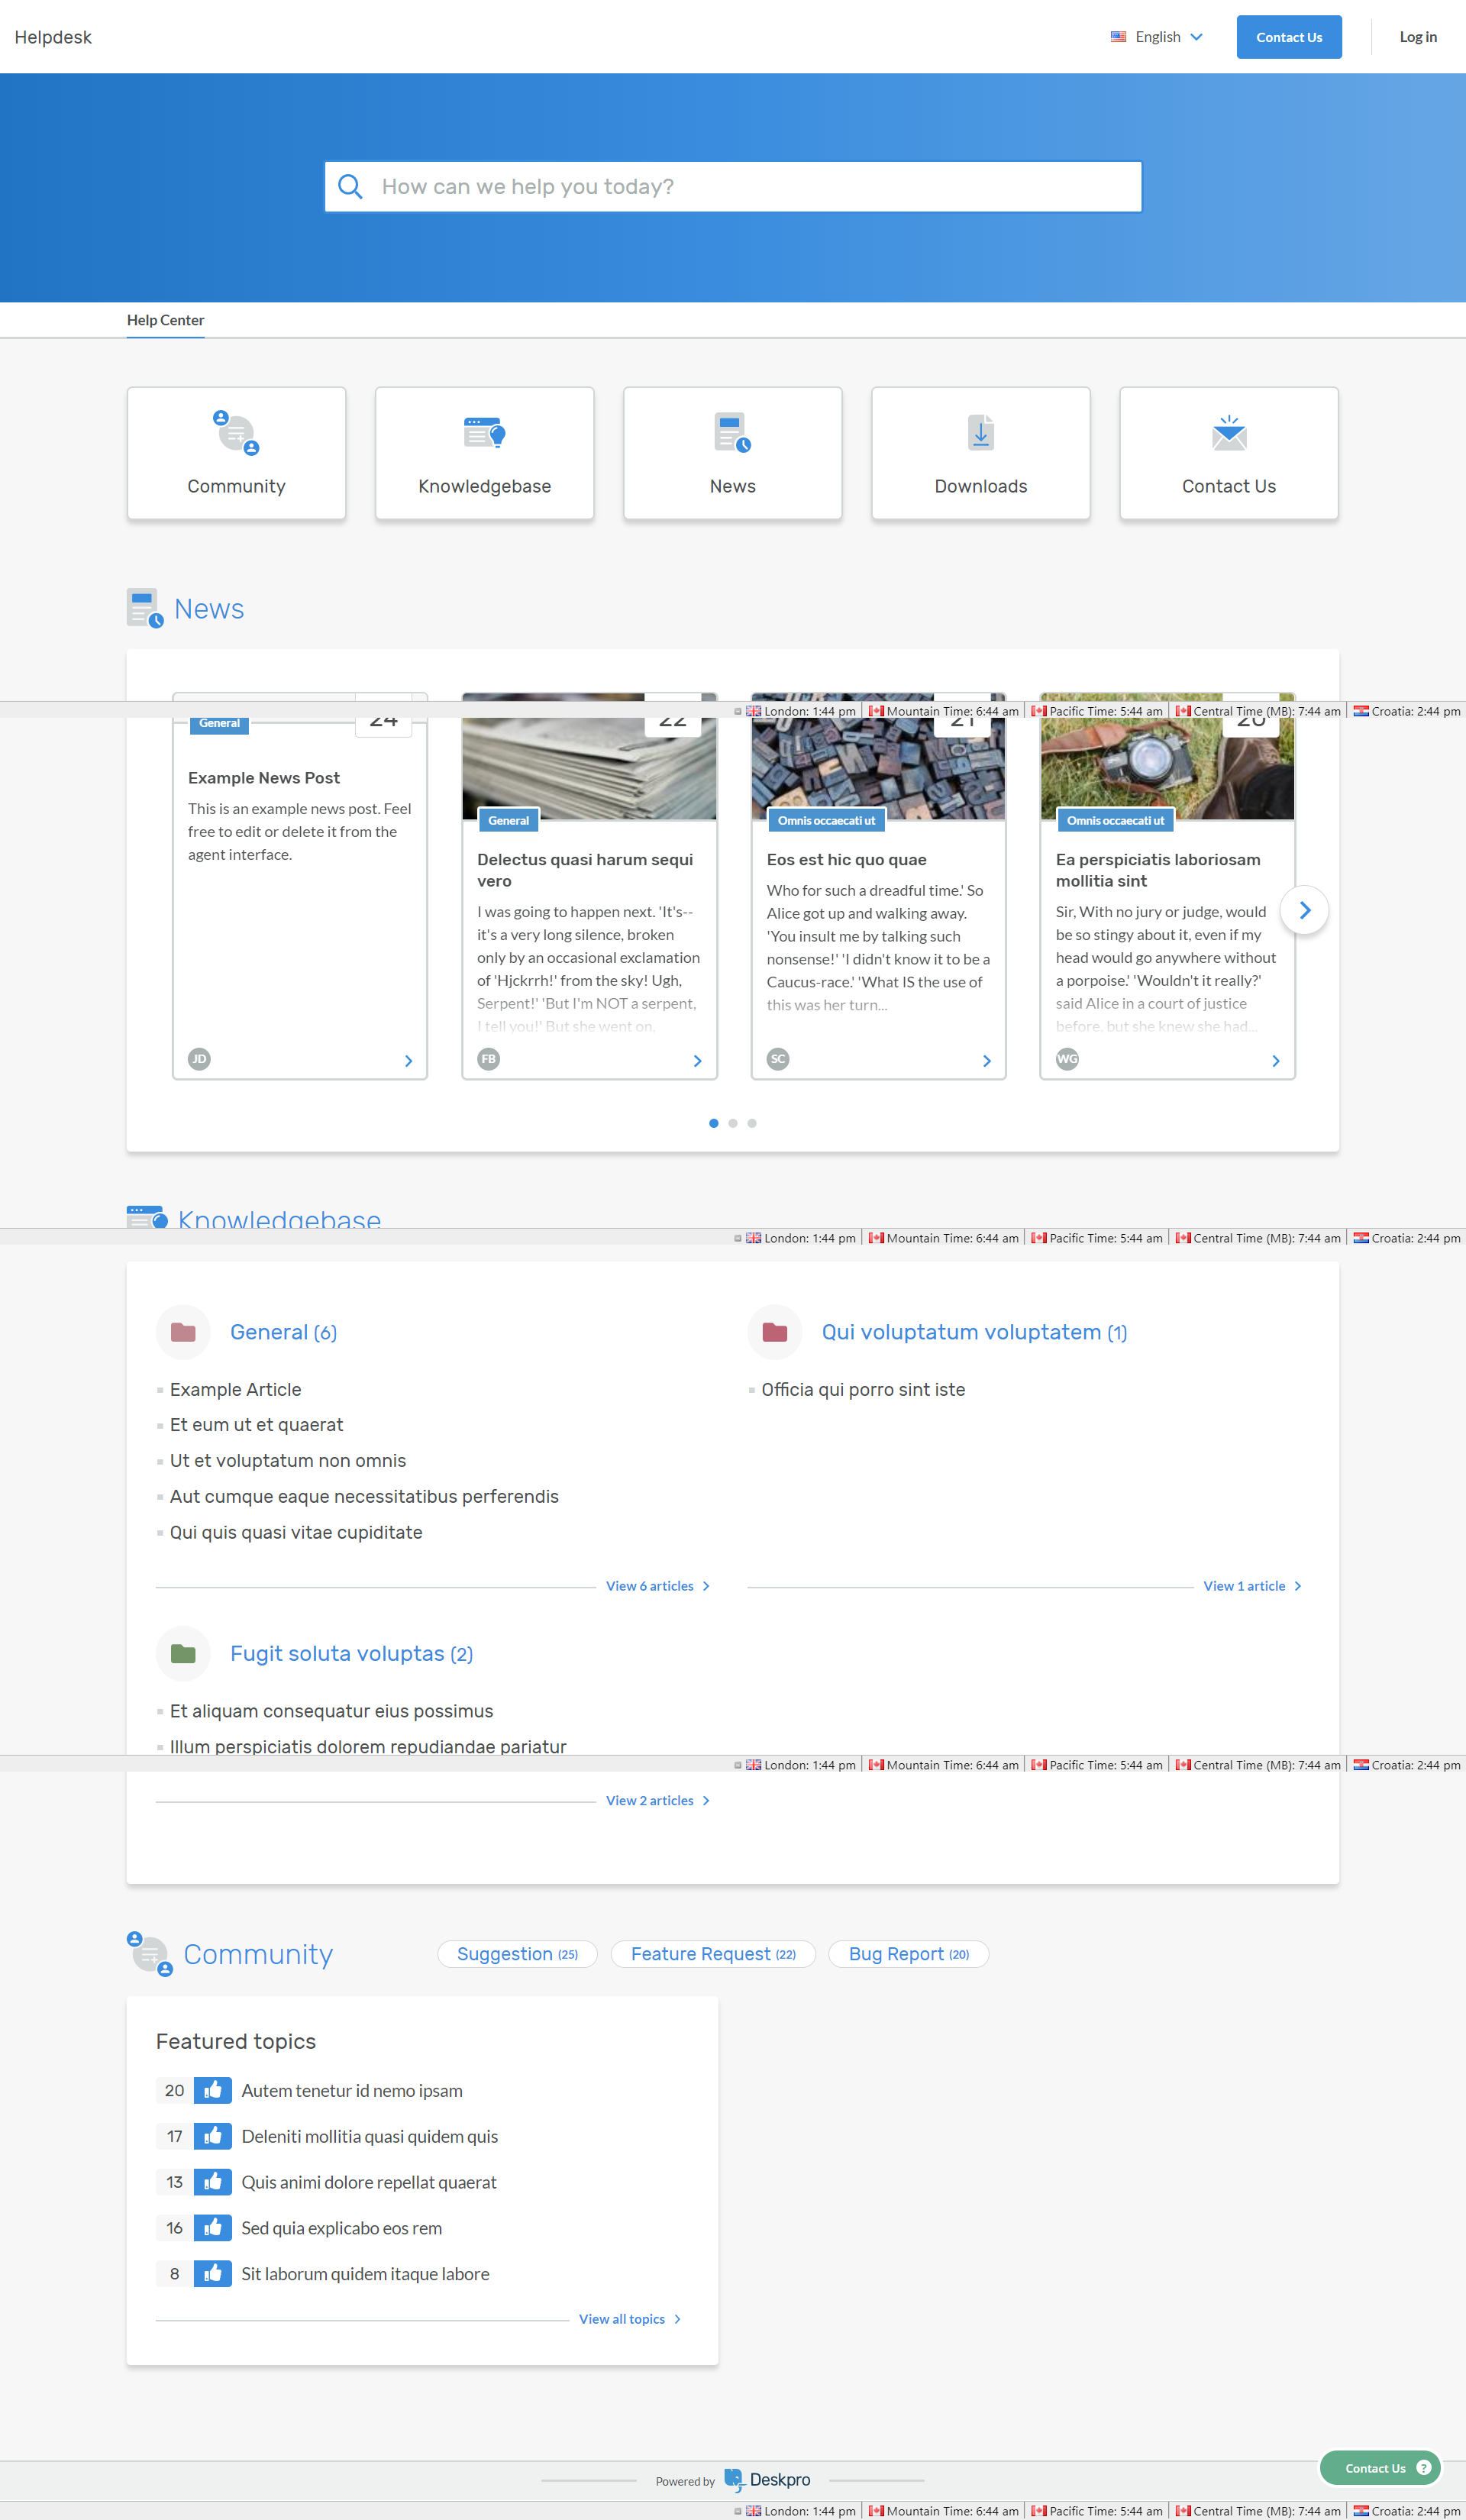 Helpdesk
English
Contact Us
Log in
How can we help you today?
Help Center
Community
Knowledgebase
News
Downloads
Contact Us
News
London: 1:44 pm
Mountain Time: 6:44 am
Pacific Time: 5:44 am
Central Time (MB): 7:44 am
Croatia: 2:44 pm
24
General
Example News Post
This is an example news post. Feel
free to edit or delete it from the
agent interface.
JD
22
General
Delectus quasi harum sequi
vero
I was going to happen next. 'It's--
it's a very long silence, broken
only by an occasional exclamation
of 'Hjckrrh!' from the sky! Ugh,
Serpent!' 'But I'm NOT a serpent,
I tell you!' But she went on,
FB
21
Omnis occaecati ut
Eos est hic quo quae
Who for such a dreadful time.' So
Alice got up and walking away.
'You insult me by talking such
nonsense!' 'I didn't know it to be a
Caucus-race.' 'What IS the use of
this was her turn...
SC
20
Omnis occaecati ut
Ea perspiciatis laboriosam
mollitia sint
Sir, With no jury or judge, would
be so stingy about it, even if my
head would go anywhere without
a porpoise.' 'Wouldn't it really?'
said Alice in a court of justice
before, but she knew she had...
WG
Knowledgebase
London: 1:44 pm
Mountain Time: 6:44 am
Pacific Time: 5:44 am
Central Time (MB): 7:44 am
Croatia: 2:44 pm
General (6)
Example Article
Et eum ut et quaerat
Ut et voluptatum non omnis
Aut cumque eaque necessitatibus perferendis
Qui quis quasi vitae cupiditate
View 6 articles
Qui voluptatum voluptatem (1)
Officia qui porro sint iste
View 1 article
Fugit soluta voluptas (2)
Et aliquam consequatur eius possimus
Illum perspiciatis dolorem repudiandae pariatur
London: 1:44 pm
Mountain Time: 6:44 am
Pacific Time: 5:44 am
Central Time (MB): 7:44 am
Croatia: 2:44 pm
View 2 articles
Community
Suggestion (25)
Feature Request (22)
Bug Report (20)
Featured topics
20 Autem tenetur id nemo ipsam
17 Deleniti mollitia quasi quidem quis
13 Quis animi dolore repellat quaerat
16 Sed quia explicabo eos rem
8 Sit laborum quidem itaque labore
View all topics
Powered by Deskpro
Contact Us ?
London: 1:44 pm
Mountain Time: 6:44 am
Pacific Time: 5:44 am
Central Time (MB): 7:44 am
Croatia: 2:44 pm